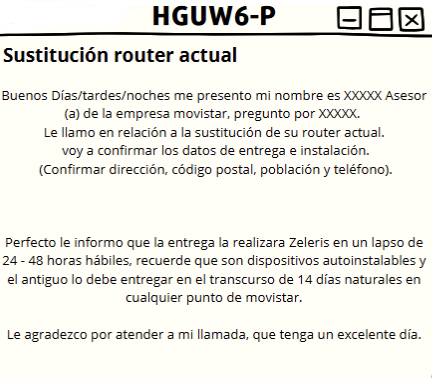 HGUW6-P
Sustitución router actual
Buenos Días/tardes/noches me presento mi nombre es XXXXX Asesor
(a) de la empresa movistar, pregunto por XXXXX.
Le llamo en relación a la sustitución de su router actual.
voy a confirmar los datos de entrega e instalación.
(Confirmar dirección, código postal, población y teléfono).
Perfecto le informo que la entrega la realizara Zeleris en un lapso de
24 - 48 horas hábiles, recuerde que son dispositivos autoinstalables y
el antiguo lo debe entregar en el transcurso de 14 días naturales en
cualquier punto de movistar.
Le agradezco por atender a mi llamada, que tenga un excelente día.